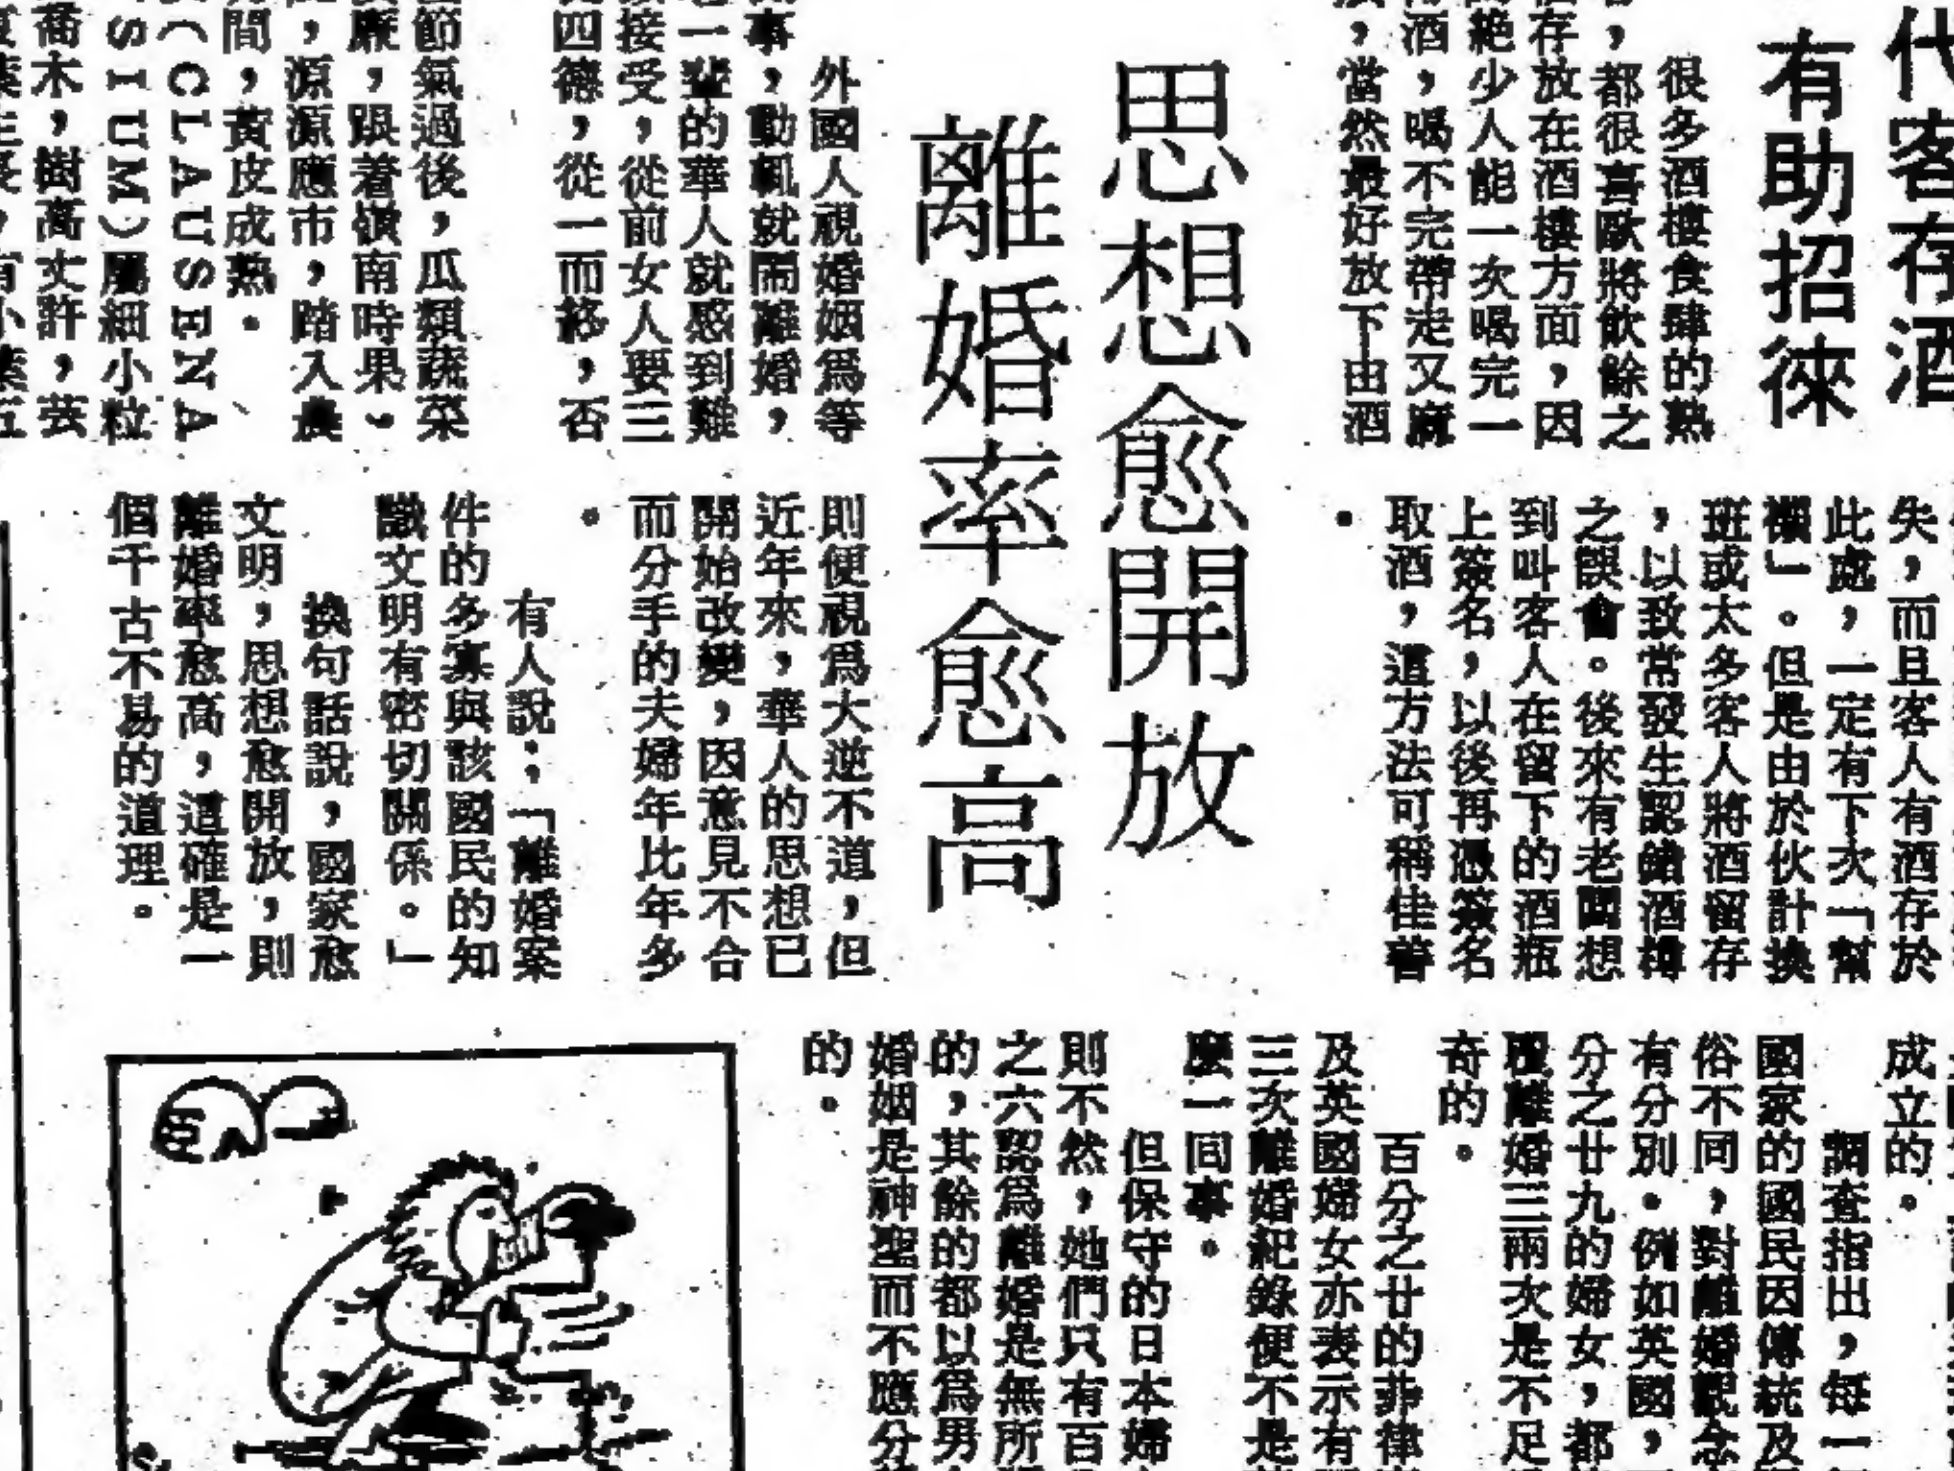 代客存酒
有助招徠
很多酒樓食肆的熟
，都很喜歐將飲餘之
存放在酒樓方面，因
絶少人能一次喝完一
酒，喝不完帶走又麻
，當然最好放下由酒
失，而且客人有酒存於
此處，一定有下次「幫
襯」。但是由於伙計換
班或太多客人將酒留存
，以致常發生認錯酒樽
之誤會。後來有老闆想
到叫客人在留下的酒瓶
上簽名，以後再憑簽名
取酒，這方法可稱佳善
。
思想愈開放
離婚率愈高
外國人視婚姻爲等
事，動輒就鬧離婚，
一輩的華人就感到難
接受，從前女人要三
四德，從一而終，否
則便視爲大逆不道，但
近年來，華人的思想已
開始改變，因意見不合
而分手的夫婦年比年多
。
有人說：「離婚案
件的多寡與該國民的知
識文明有密切關係。」
換句話說，國家愈
文明，思想愈開放，則
離婚率愈高，這確是一
個千古不易的道理。
節氣過後，瓜類蔬菜
廉，跟着嶺南時果，
，源源應市，踏入農
間，黃皮成熟。
（CLAUSENA
SIUM）屬細小粒
喬木，樹高丈許，芸
成立的。
調查指出，每一
國家的國民因傳統及
俗不同，對離婚觀念
有分別。例如英國，
分之廿九的婦女，都
離婚三兩次是不足
奇的。
百分之廿的菲律
及英國婦女亦表示有
三次離婚紀錄便不是
麼一回事。
但保守的日本婦
則不然，她們只有百
之六認爲離婚是無所
的，其餘的都以爲男
婚姻是神聖而不應分
的。